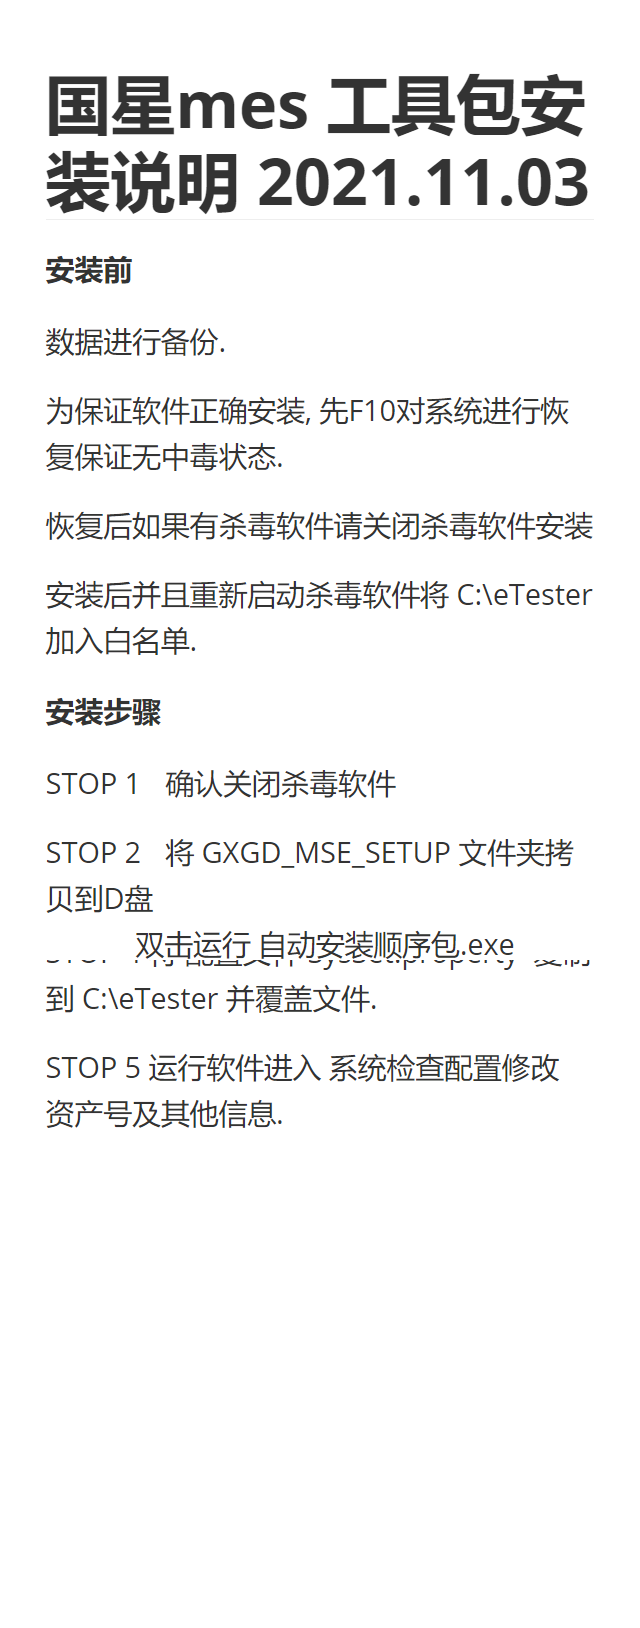 国星mes 工具包安
装说明 2021.11.03
安装前
数据进行备份.
为保证软件正确安装, 先F10对系统进行恢
复保证无中毒状态.
恢复后如果有杀毒软件请关闭杀毒软件安装
安装后并且重新启动杀毒软件将 C:\eTester
加入白名单.
安装步骤
STOP 1 确认关闭杀毒软件
STOP 2 将 GXGD_MSE_SETUP 文件夹拷
贝到D盘
双击运行 自动安装顺序包.exe
到 C:\eTester 并覆盖文件.
STOP 5 运行软件进入 系统检查配置修改
资产号及其他信息.